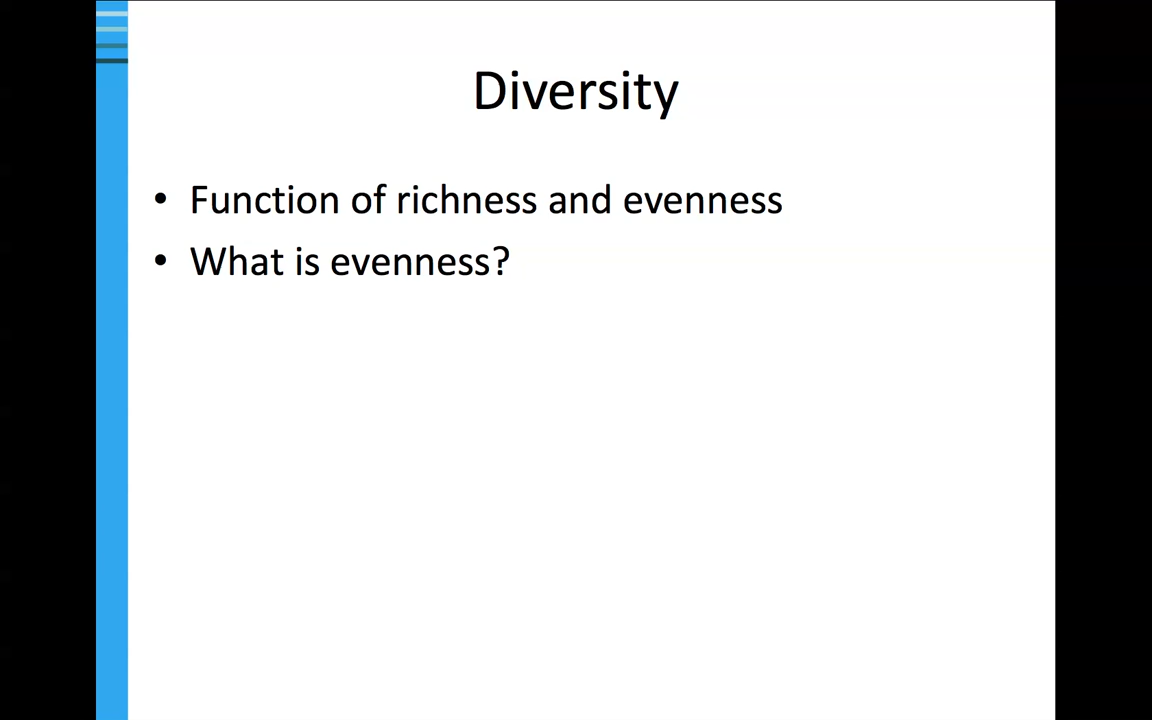 Diversity
• Function of richness and evenness
• What is evenness?